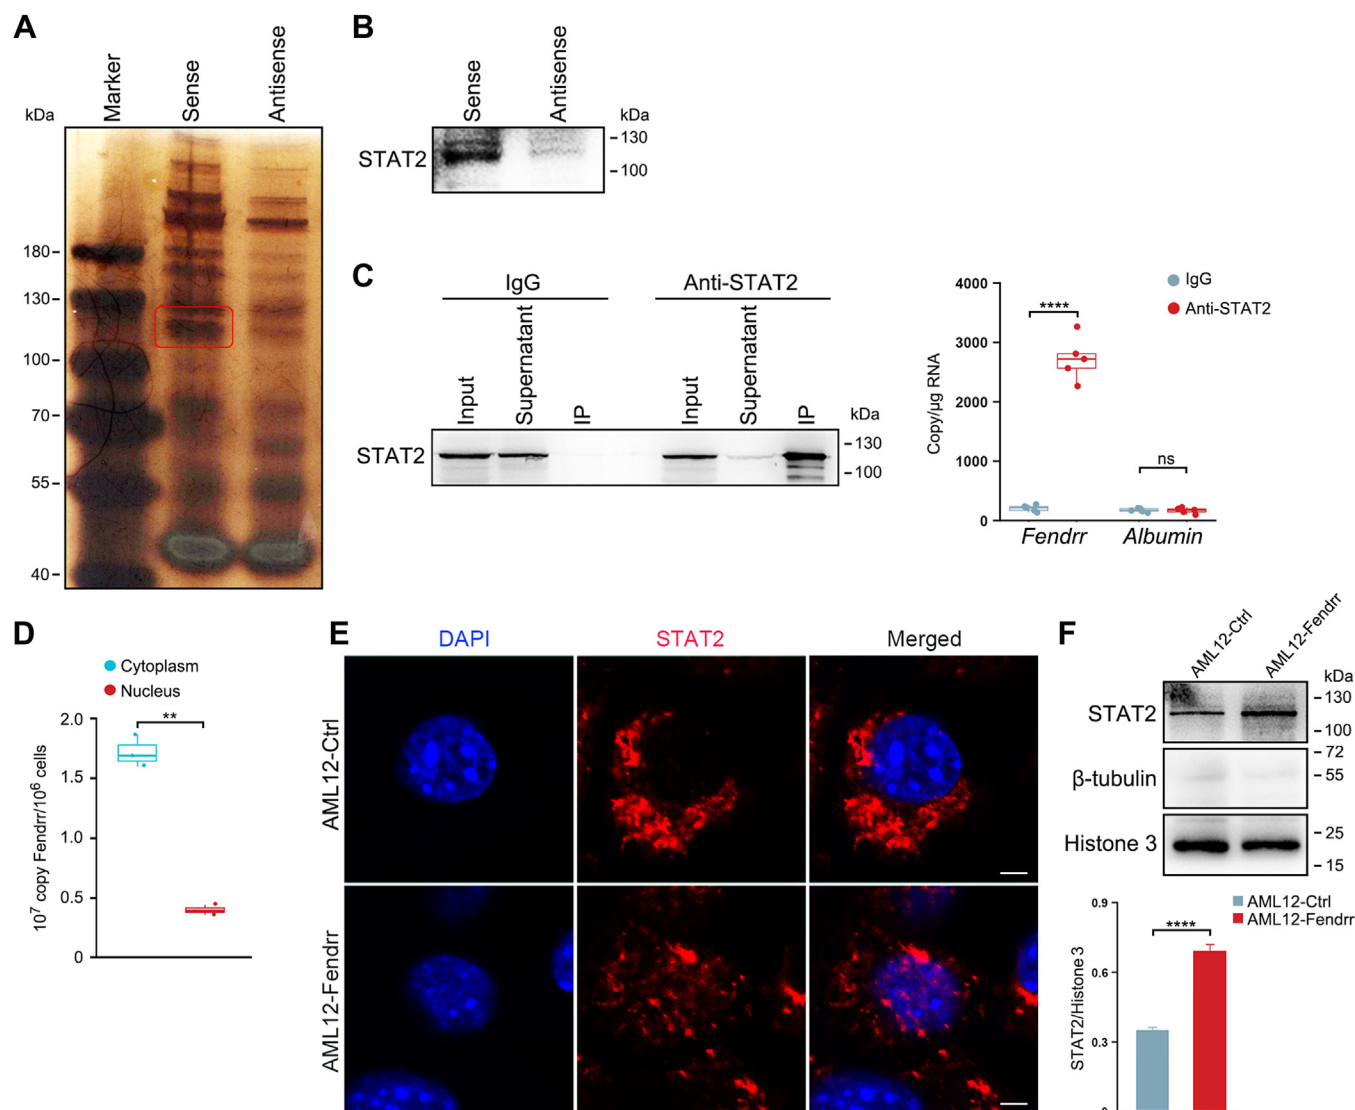 A
kDa
Marker
Sense
Antisense
180
130
100
70
55
40
B
Sense
Antisense
kDa
STAT2
130
100
C
IgG
Anti-STAT2
Input
Supernatant
IP
Input
Supernatant
IP
kDa
STAT2
130
100
IgG
Anti-STAT2
Copy/µg RNA
4000
3000
2000
1000
0
****
ns
Fendrr
Albumin
D
Cytoplasm
Nucleus
10⁷ copy Fendrr/10⁶ cells
2.0
1.5
1.0
0.5
0
**
E
DAPI
STAT2
Merged
AML12-Ctrl
AML12-Fendrr
F
AML12-Ctrl
AML12-Fendrr
kDa
STAT2
130
100
β-tubulin
72
55
Histone 3
25
15
AML12-Ctrl
AML12-Fendrr
STAT2/Histone3
0.9
0.6
0.3
****